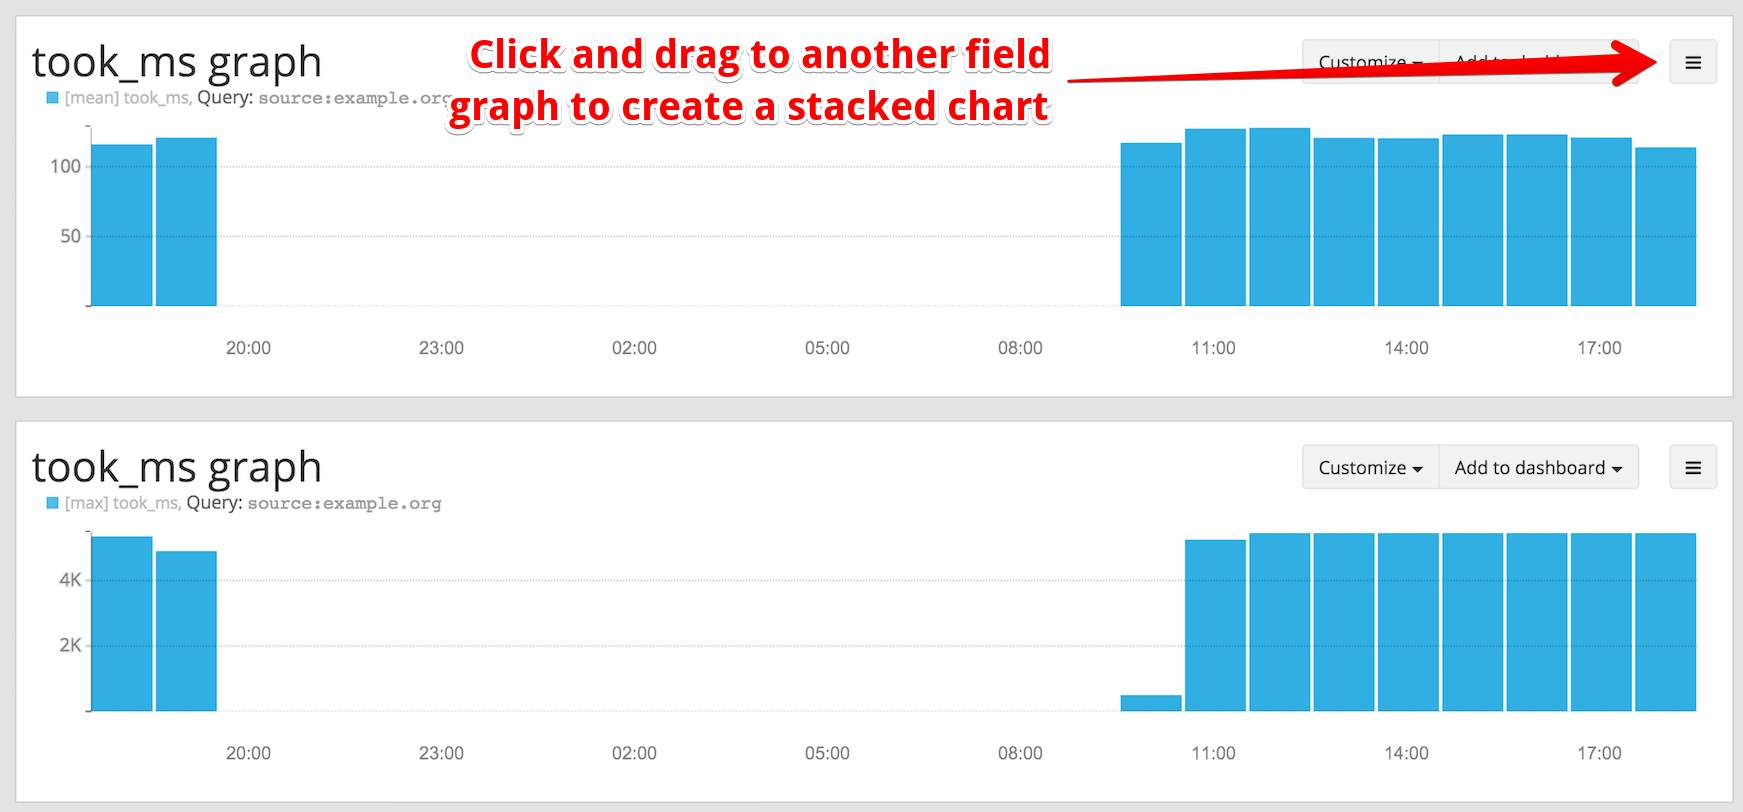 took_ms graph
Click and drag to another field
graph to create a stacked chart
Customize
[mean] took_ms, Query: source:example.org
100
50
20:00 23:00 02:00 05:00 08:00 11:00 14:00 17:00
took_ms graph
Customize Add to dashboard
[max] took_ms, Query: source:example.org
4K
2K
20:00 23:00 02:00 05:00 08:00 11:00 14:00 17:00